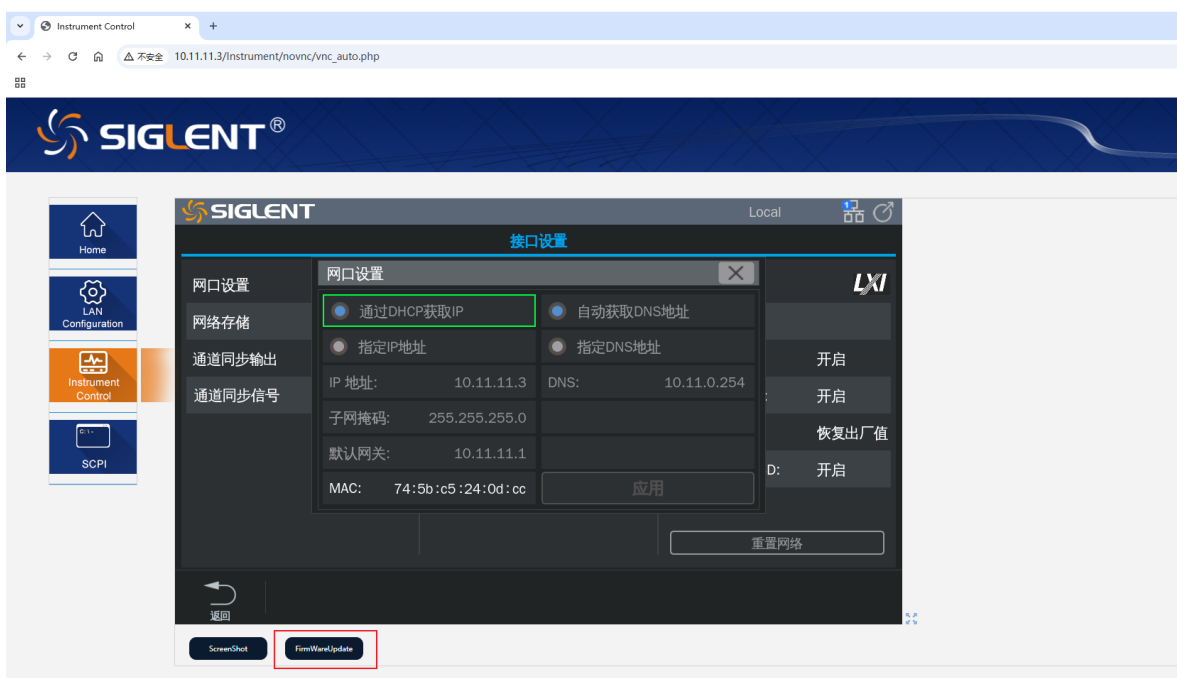 Instrument Control
不安全 10.11.11.3/Instrument/novnc/vnc_auto.php
SIGLENT®
Home
LAN
Configuration
Instrument
Control
C:\-
SCPI
SIGLENT
Local
1
接口设置
网口设置
网络存储
通道同步输出
通道同步信号
网口设置
通过DHCP获取IP
自动获取DNS地址
指定IP地址
指定DNS地址
IP 地址: 10.11.11.3
DNS: 10.11.0.254
子网掩码: 255.255.255.0
默认网关: 10.11.11.1
MAC: 74:5b:c5:24:0d:cc
应用
LXI
开启
: 开启
恢复出厂值
D: 开启
重置网络
返回
ScreenShot
FirmWareUpdate